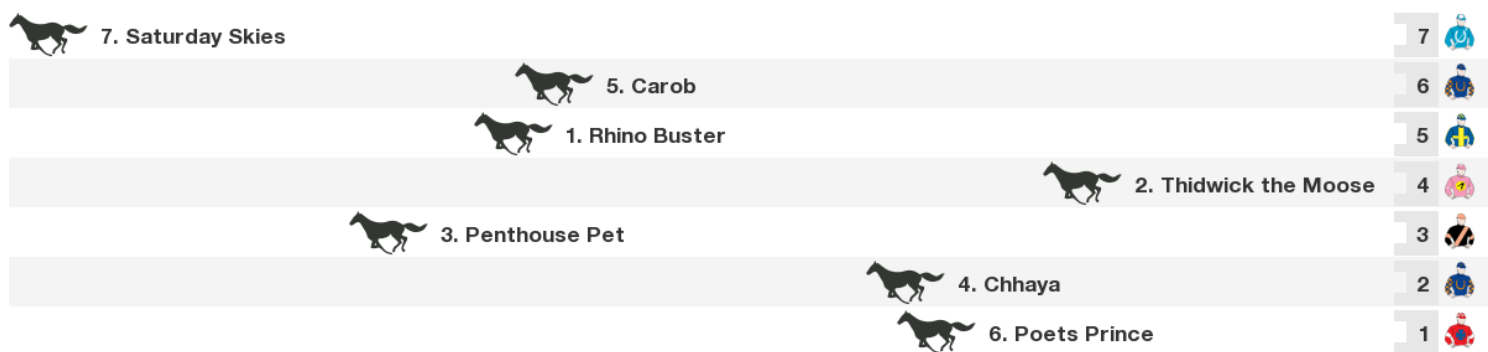 7. Saturday Skies 7
5. Carob 6
1. Rhino Buster 5
2. Thidwick the Moose 4
3. Penthouse Pet 3
4. Chhaya 2
6. Poets Prince 1